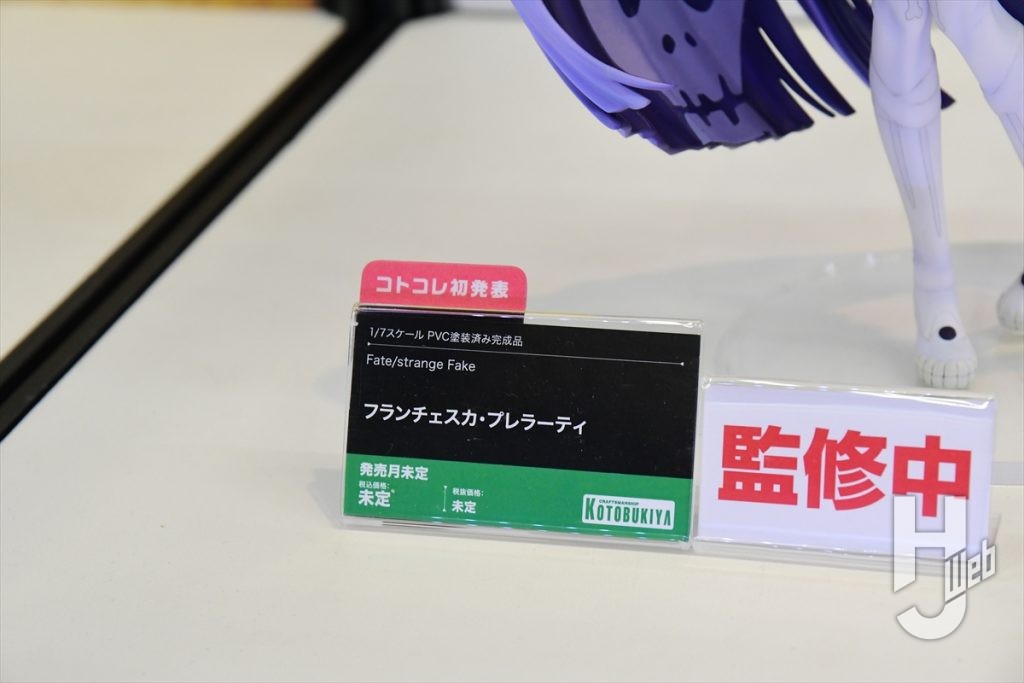 コトコレ初発表
1/7スケール PVC塗装済み完成品
Fate/strange Fake
フランチェスカ・プレラーティ
発売月未定
税込価格:
未定
税抜価格:
未定
CRAFTSMANSHIP
KOTOBUKIYA
監修中
HJ Web